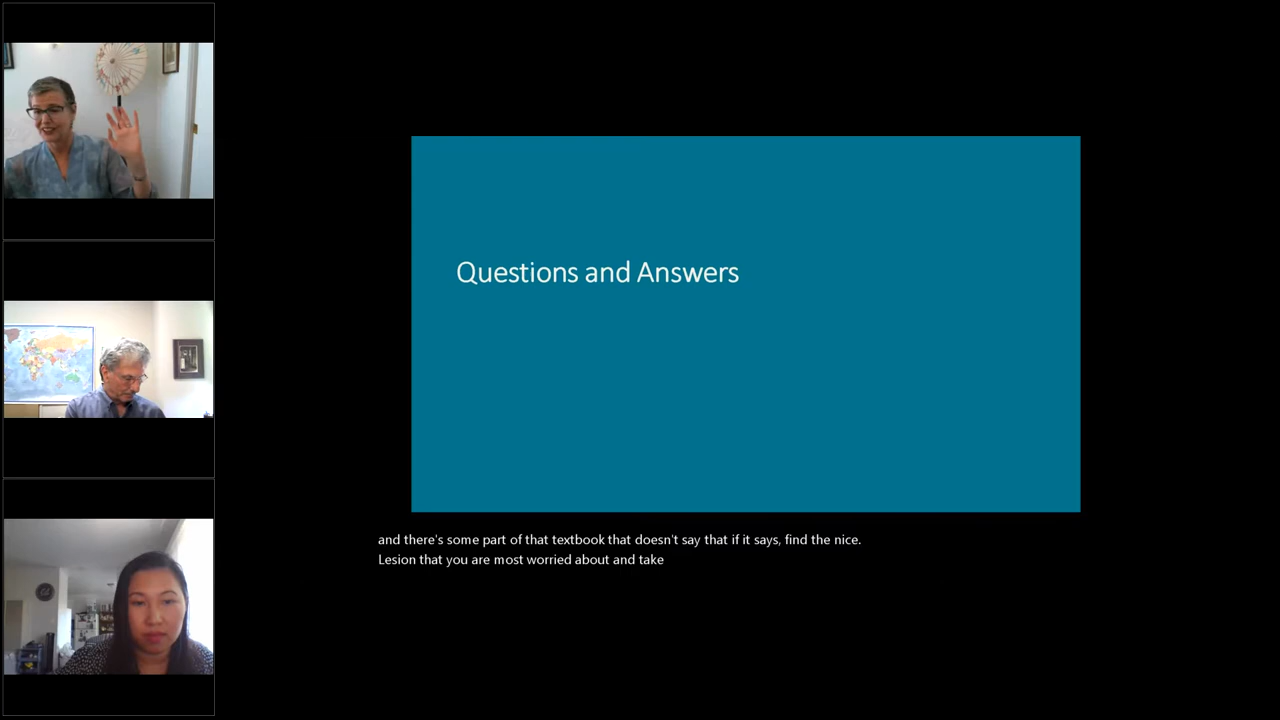 Questions and Answers
and there's some part of that textbook that doesn't say that if it says, find the nice.
Lesion that you are most worried about and take